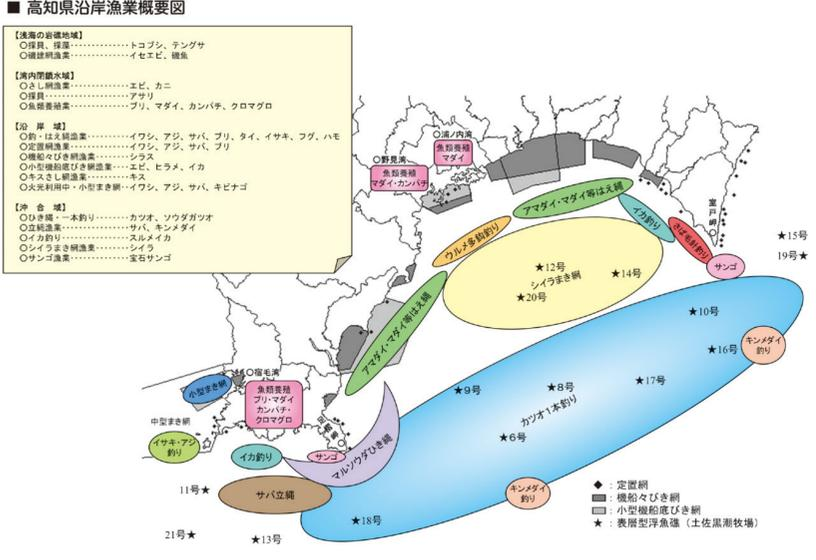 ■ 高知県沿岸漁業概要図
【浅海の岩礁地域】
○採貝、採藻‥‥‥‥‥‥‥トコブシ、テングサ
○磯建網漁業‥‥‥‥‥‥‥イセエビ、磯魚
【湾内閉鎖水域】
○さし網漁業‥‥‥‥‥‥‥エビ、カニ
○採貝‥‥‥‥‥‥‥‥‥‥アサリ
○魚類養殖業‥‥‥‥‥‥‥ブリ、マダイ、カンパチ、クロマグロ
【沿 岸 域】
○釣・はえ縄漁業‥‥‥‥‥イワシ、アジ、サバ、ブリ、タイ、イサキ、フグ、ハモ
○定置網漁業‥‥‥‥‥‥‥イワシ、アジ、サバ、ブリ
○機船々びき網漁業‥‥‥‥シラス
○小型機船底びき網漁業‥‥エビ、ヒラメ、イカ
○キスさし網漁業‥‥‥‥‥キス
○火光利用中・小型まき網‥イワシ、アジ、サバ、キビナゴ
【沖 合 域】
○ひき縄・一本釣り‥‥‥‥カツオ、ソウダガツオ
○立縄漁業‥‥‥‥‥‥‥‥サバ、キンメダイ
○イカ釣り‥‥‥‥‥‥‥‥スルメイカ
○シイラまき網漁業‥‥‥‥シイラ
○サンゴ漁業‥‥‥‥‥‥‥宝石サンゴ
○浦ノ内湾
魚類養殖
マダイ
○野見湾
魚類養殖
マダイ・カンパチ
アマダイ・マダイ等はえ縄
イカ釣り
さば毛針釣り
室戸岬
サンゴ
★15号
19号★
ウルメ多鈎釣り
★12号
シイラまき網
★14号
★20号
アマダイ・マダイ等はえ縄
★10号
★16号
キンメダイ
釣り
★9号
★8号
★17号
カツオ1本釣り
★6号
○宿毛湾
小型まき網
魚類養殖
ブリ・マダイ
カンパチ・
クロマグロ
中型まき網
イサキ・アジ
釣り
イカ釣り
足摺岬
サンゴ
マルソウダひき縄
サバ立縄
キンメダイ
釣り
11号★
★18号
21号★
★13号
◆：定置網
：機船々びき網
：小型機船底びき網
★：表層型浮魚礁（土佐黒潮牧場）